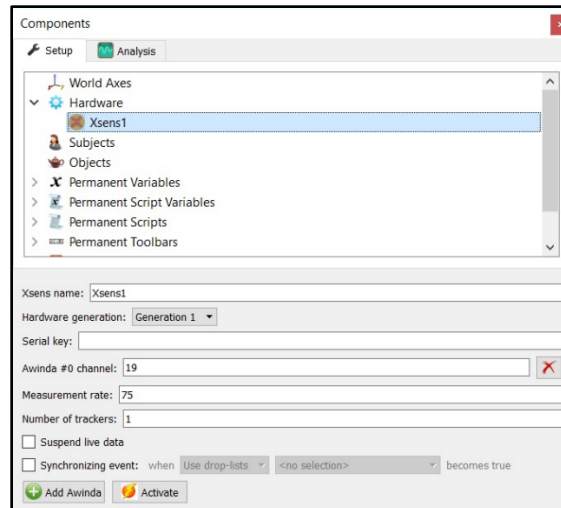 Components
Setup Analysis
World Axes
Hardware
Xsens1
Subjects
Objects
Permanent Variables
Permanent Script Variables
Permanent Scripts
Permanent Toolbars
Xsens name: Xsens1
Hardware generation: Generation 1
Serial key:
Awinda #0 channel: 19
Measurement rate: 75
Number of trackers: 1
Suspend live data
Synchronizing event: when Use drop-lists <no selection> becomes true
Add Awinda Activate